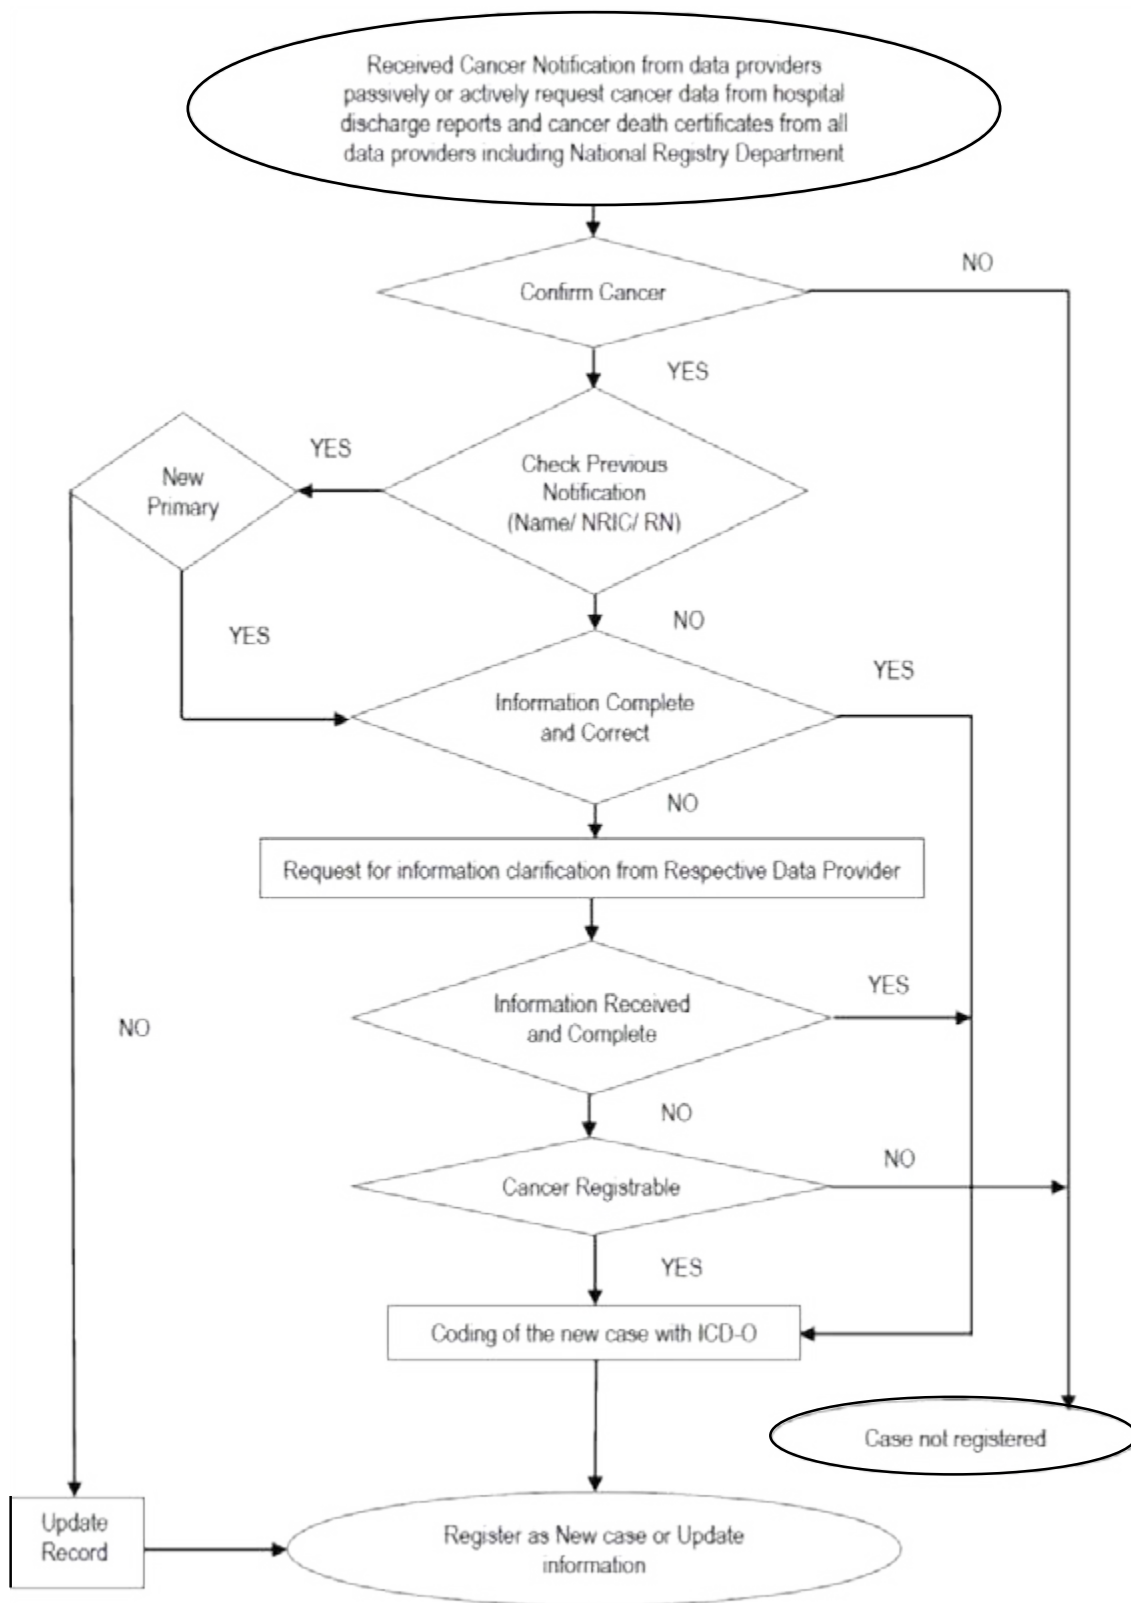 Received Cancer Notification from data providers
passively or actively request cancer data from hospital
discharge reports and cancer death certificates from all
data providers including National Registry Department
NO
Confirm Cancer
YES
YES
New
Primary
Check Previous
Notification
(Name/ NRIC/ RN)
NO
YES
YES
Information Complete
and Correct
NO
Request for information clarification from Respective Data Provider
YES
Information Received
and Complete
NO
NO
NO
Cancer Registrable
YES
Coding of the new case with ICD-O
Case not registered
Update
Record
Register as New case or Update
information